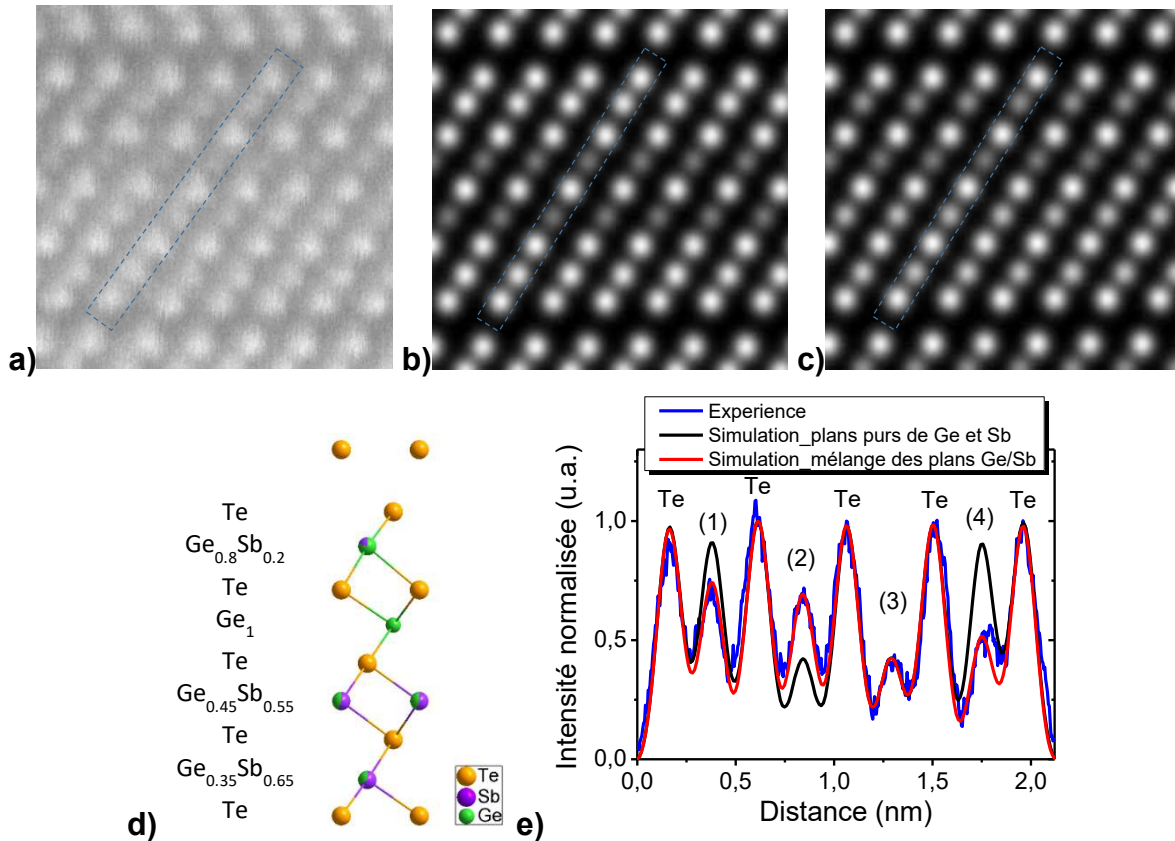 a)
b)
c)
Te
Ge0.8Sb0.2
Te
Ge1
Te
Ge0.45Sb0.55
Te
Ge0.35Sb0.65
Te
d)
Te
Sb
Ge
Experience
Simulation_plans purs de Ge et Sb
Simulation_mélange des plans Ge/Sb
Te
(1)
Te
(2)
Te
(3)
Te
(4)
Te
Intensité normalisée (u.a.)
1,0
0,5
0,0
0,0
0,5
1,0
1,5
2,0
Distance (nm)
e)